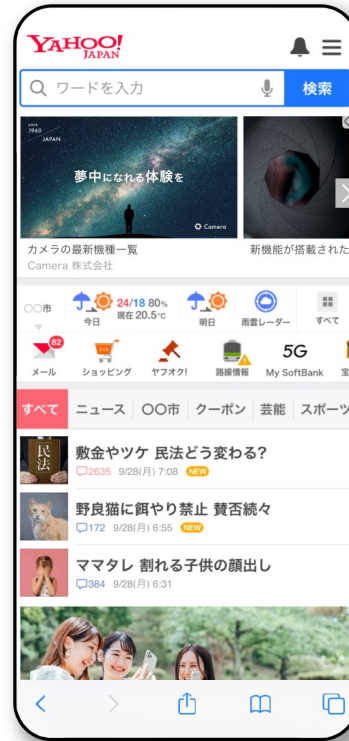 YAHOO!
JAPAN
ワードを入力
検索
SINCE
1960
JAPAN
夢中になれる体験を
Camera
カメラの最新機種一覧
Camera 株式会社
新機能が搭載された
〇〇市
24/18 80%
現在 20.5℃
今日
明日
雨雲レーダー
すべて
82
5G
メール
ショッピング
ヤフオク!
路線情報
My SoftBank
宝
すべて
ニュース
〇〇市
クーポン
芸能
スポーツ
民法
敷金やツケ 民法どう変わる?
2635 9/28(月) 7:08 NEW
野良猫に餌やり禁止 賛否続々
172 9/28(月) 6:55 NEW
ママタレ 割れる子供の顔出し
384 9/28(月) 6:31